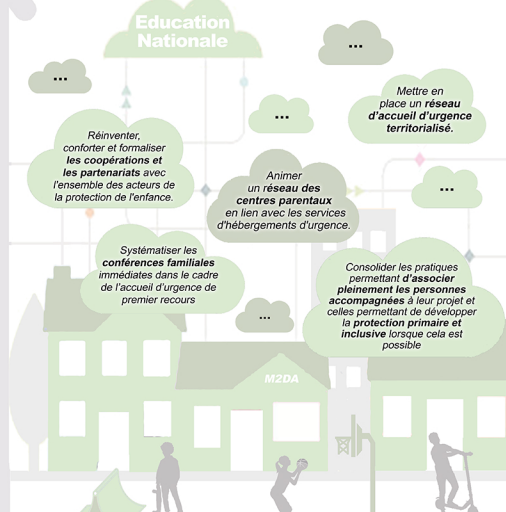 Education
Nationale
...
...
Mettre en
place un réseau
d'accueil d'urgence
territorialisé.
...
Réinventer,
conforter et formaliser
les coopérations et
les partenariats avec
l'ensemble des acteurs de
la protection de l'enfance.
Animer
un réseau des
centres parentaux
en lien avec les services
d'hébergements d'urgence.
...
Systématiser les
conférences familiales
immédiates dans le cadre
de l'accueil d'urgence de
premier recours
Consolider les pratiques
permettant d'associer
pleinement les personnes
accompagnées à leur projet et
celles permettant de développer
la protection primaire et
inclusive lorsque cela est
possible
...
M2DA